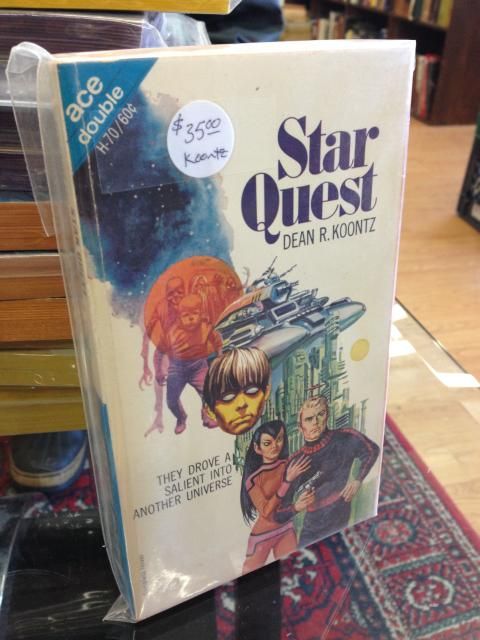 ace
double
H-70/60¢
$35.00
Koontz
Star
Quest
DEAN R. KOONTZ
THEY DROVE A
SALIENT INTO
ANOTHER UNIVERSE